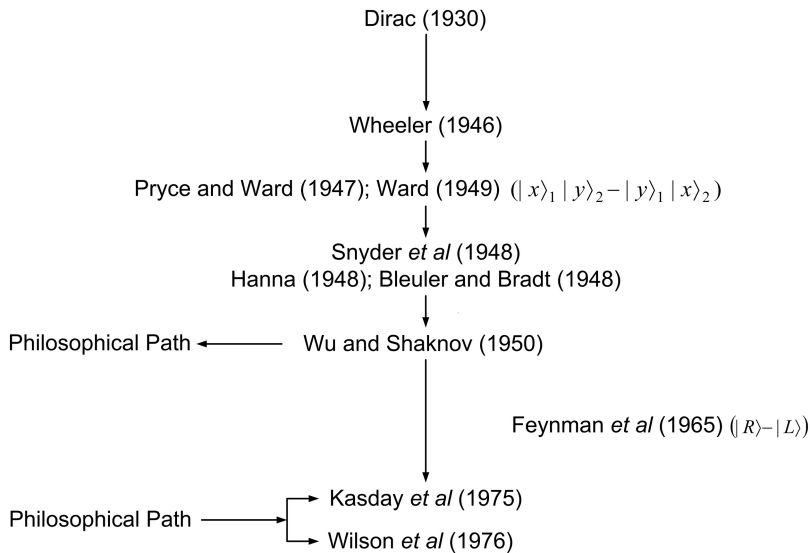 Dirac (1930)
Wheeler (1946)
Pryce and Ward (1947); Ward (1949) (| x⟩₁ | y⟩₂ − | y⟩₁ | x⟩₂)
Snyder et al (1948)
Hanna (1948); Bleuler and Bradt (1948)
Philosophical Path
Wu and Shaknov (1950)
Feynman et al (1965) (| R⟩ − | L⟩)
Kasday et al (1975)
Philosophical Path
Wilson et al (1976)